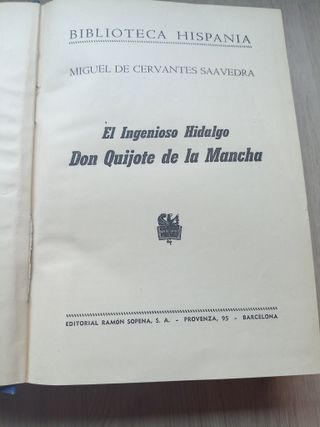 BIBLIOTECA HISPANIA
MIGUEL DE CERVANTES SAAVEDRA
El Ingenioso Hidalgo
Don Quijote de la Mancha
EDITORIAL RAMÓN SOPENA, S. A. - PROVENZA, 95 - BARCELONA